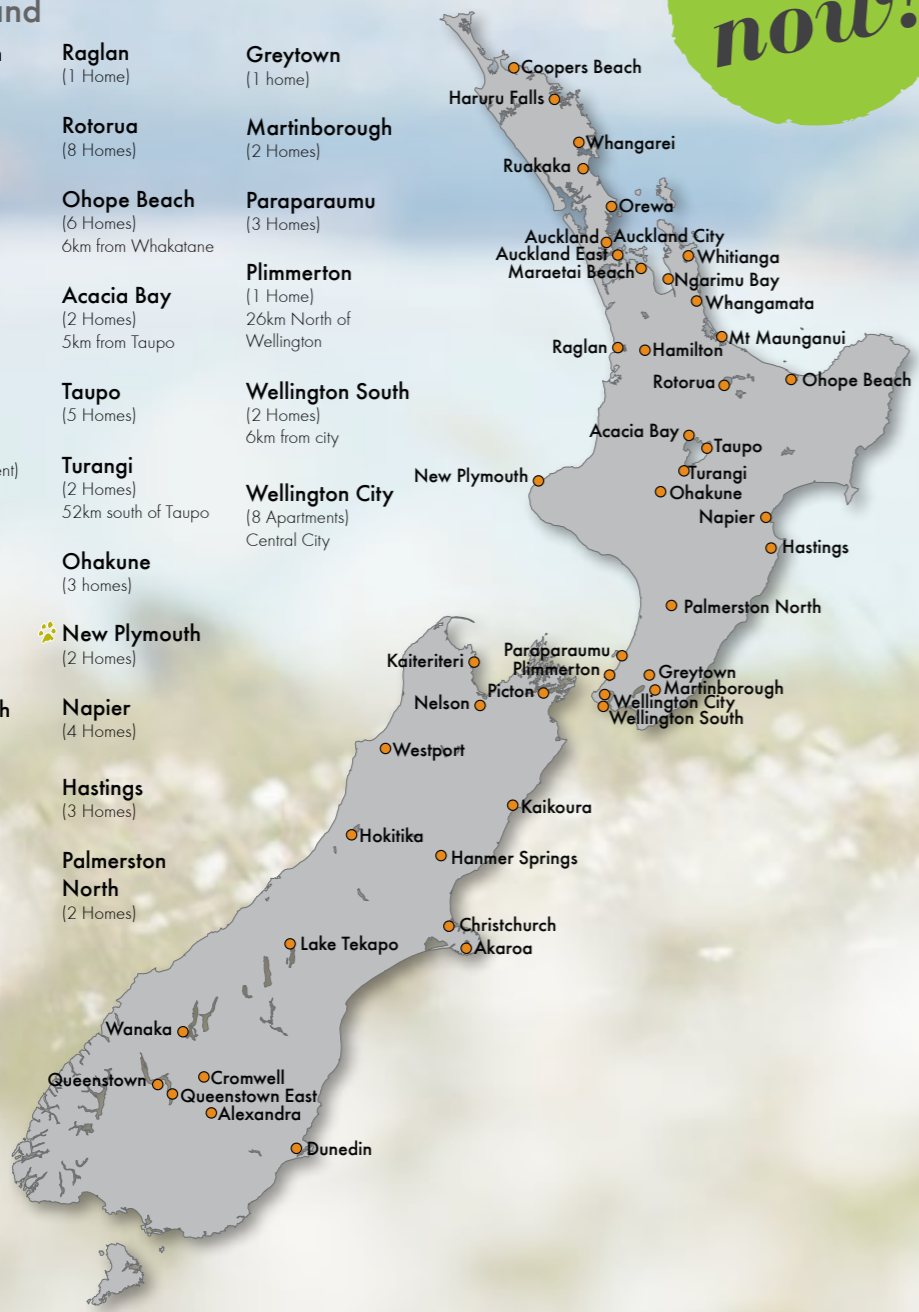 and
now!
Raglan
(1 Home)
Rotorua
(8 Homes)
Ohope Beach
(6 Homes)
6km from Whakatane
Acacia Bay
(2 Homes)
5km from Taupo
Taupo
(5 Homes)
Turangi
(2 Homes)
52km south of Taupo
Ohakune
(3 homes)
New Plymouth
(2 Homes)
Napier
(4 Homes)
Hastings
(3 Homes)
Palmerston
North
(2 Homes)
Greytown
(1 home)
Martinborough
(2 Homes)
Paraparaumu
(3 Homes)
Plimmerton
(1 Home)
26km North of
Wellington
Wellington South
(2 Homes)
6km from city
Wellington City
(8 Apartments)
Central City
Coopers Beach
Haruru Falls
Whangarei
Ruakaka
Orewa
Auckland
Auckland City
Auckland East
Whitianga
Maraetai Beach
Ngarimu Bay
Whangamata
Mt Maunganui
Raglan
Hamilton
Rotorua
Ohope Beach
Acacia Bay
Taupo
Turangi
New Plymouth
Ohakune
Napier
Hastings
Palmerston North
Paraparaumu
Plimmerton
Greytown
Martinborough
Wellington City
Wellington South
Kaiteriteri
Picton
Nelson
Westport
Kaikoura
Hokitika
Hanmer Springs
Christchurch
Akaroa
Lake Tekapo
Wanaka
Queenstown
Cromwell
Queenstown East
Alexandra
Dunedin